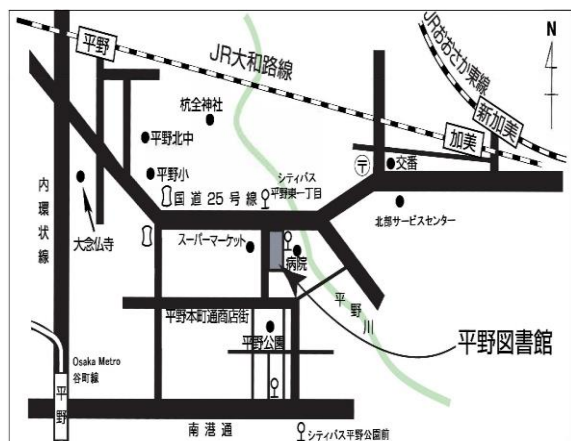 平野
JR大和路線
JRおおさか東線
N
新加美
加美
杭全神社
平野北中
平野小
交番
〒
シティバス
平野東一丁目
国道25号線
内環状線
大念仏寺
北部サービスセンター
スーパーマーケット
病院
平野川
平野本町通商店街
平野公園
平野図書館
Osaka Metro
谷町線
平野
南港通
シティバス平野公園前